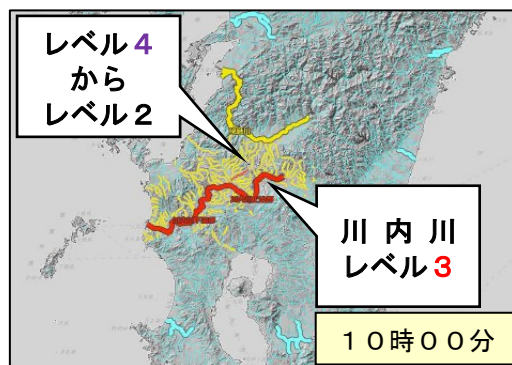 レベル４
から
レベル２
川 内 川
レベル３
１０時００分